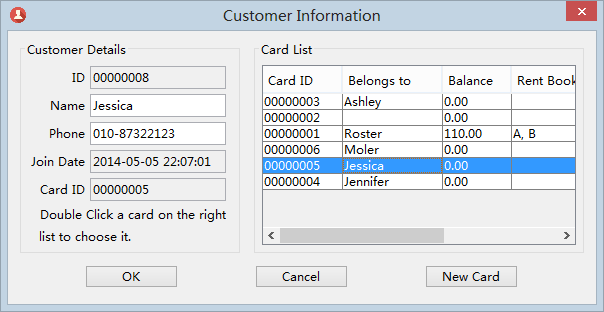 Customer Information
Customer Details
ID 00000008
Name Jessica
Phone 010-87322123
Join Date 2014-05-05 22:07:01
Card ID 00000005
Double Click a card on the right
list to choose it.
Card List
Card ID Belongs to Balance Rent Book
00000003 Ashley 0.00
00000002 0.00
00000001 Roster 110.00 A, B
00000006 Moler 0.00
00000005 Jessica 0.00
00000004 Jennifer 0.00
OK Cancel New Card